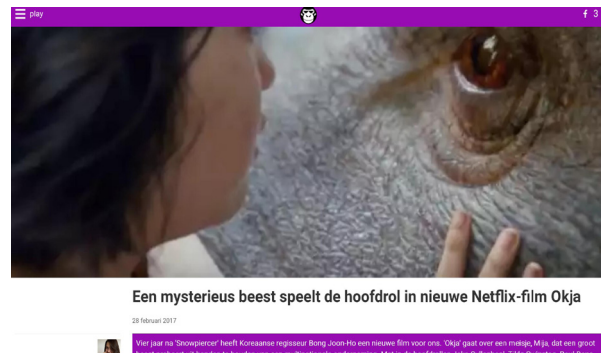 play
3
Een mysterieus beest speelt de hoofdrol in nieuwe Netflix-film Okja
28 februari 2017
Vier jaar na 'Snowpiercer' heeft Koreaanse regisseur Bong Joon-Ho een nieuwe film voor ons. 'Okja' gaat over een meisje, Mija, dat een groot